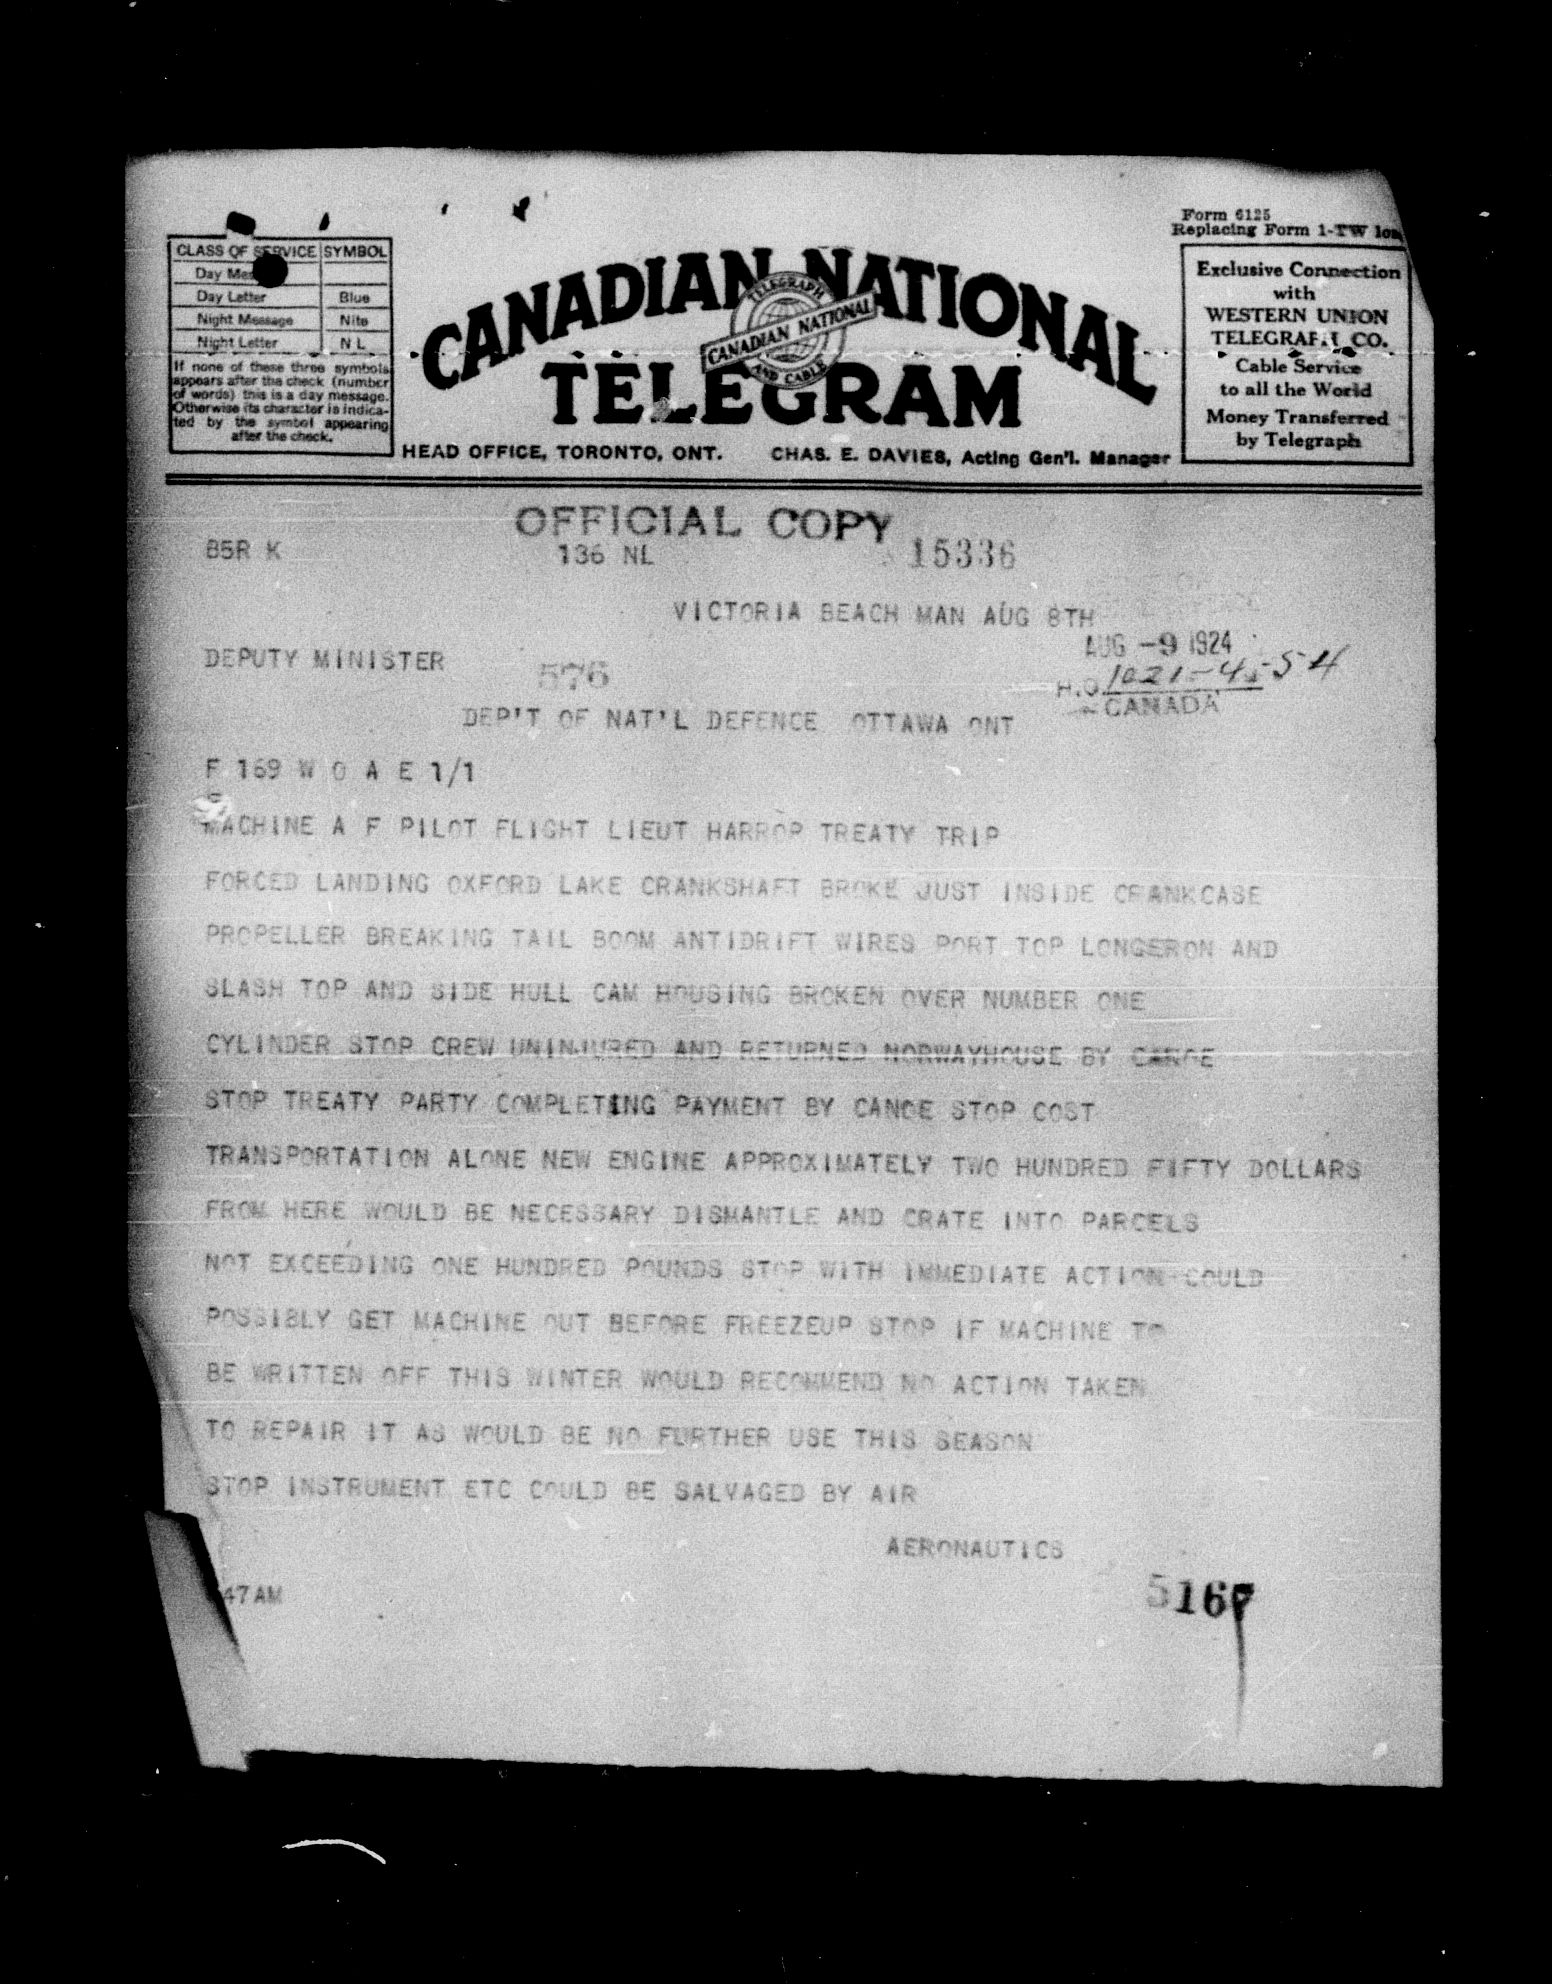 Form 6125
Replacing Form 1-TW
CLASS OF SERVICE SYMBOL
Day
Day Letter Blue
Night Message Nite
Night Letter N L
If none of these three symbols
appears after the check (number
of words) this is a day message.
Otherwise its character is indica-
ted by the symbol appearing
after the check.
CANADIAN NATIONAL
TELEGRAPH
CANADIAN NATIONAL
AND CABLE
TELEGRAM
HEAD OFFICE, TORONTO, ONT. CHAS. E. DAVIES, Acting Gen'l. Manager
Exclusive Connection
with
WESTERN UNION
TELEGRAPH CO.
Cable Service
to all the World
Money Transferred
by Telegraph
OFFICIAL COPY
85R K 136 NL 15336
VICTORIA BEACH MAN AUG 8TH
AUG -9 1924
DEPUTY MINISTER 576
H.Q 1021-4-54
CANADA
DEP'T OF NAT'L DEFENCE OTTAWA ONT
F 169 W O A E 1/1
MACHINE A F PILOT FLIGHT LIEUT HARROP TREATY TRIP
FORCED LANDING OXFORD LAKE CRANKSHAFT BROKE JUST INSIDE CRANKCASE
PROPELLER BREAKING TAIL BOOM ANTIDRIFT WIRES PORT TOP LONGERON AND
SLASH TOP AND SIDE HULL CAM HOUSING BROKEN OVER NUMBER ONE
CYLINDER STOP CREW UNINJURED AND RETURNED NORWAYHOUSE BY CANOE
STOP TREATY PARTY COMPLETING PAYMENT BY CANOE STOP COST
TRANSPORTATION ALONE NEW ENGINE APPROXIMATELY TWO HUNDRED FIFTY DOLLARS
FROM HERE WOULD BE NECESSARY DISMANTLE AND CRATE INTO PARCELS
NOT EXCEEDING ONE HUNDRED POUNDS STOP WITH IMMEDIATE ACTION COULD
POSSIBLY GET MACHINE OUT BEFORE FREEZEUP STOP IF MACHINE TO
BE WRITTEN OFF THIS WINTER WOULD RECOMMEND NO ACTION TAKEN
TO REPAIR IT AS WOULD BE NO FURTHER USE THIS SEASON
STOP INSTRUMENT ETC COULD BE SALVAGED BY AIR
AERONAUTICS
47AM
5167